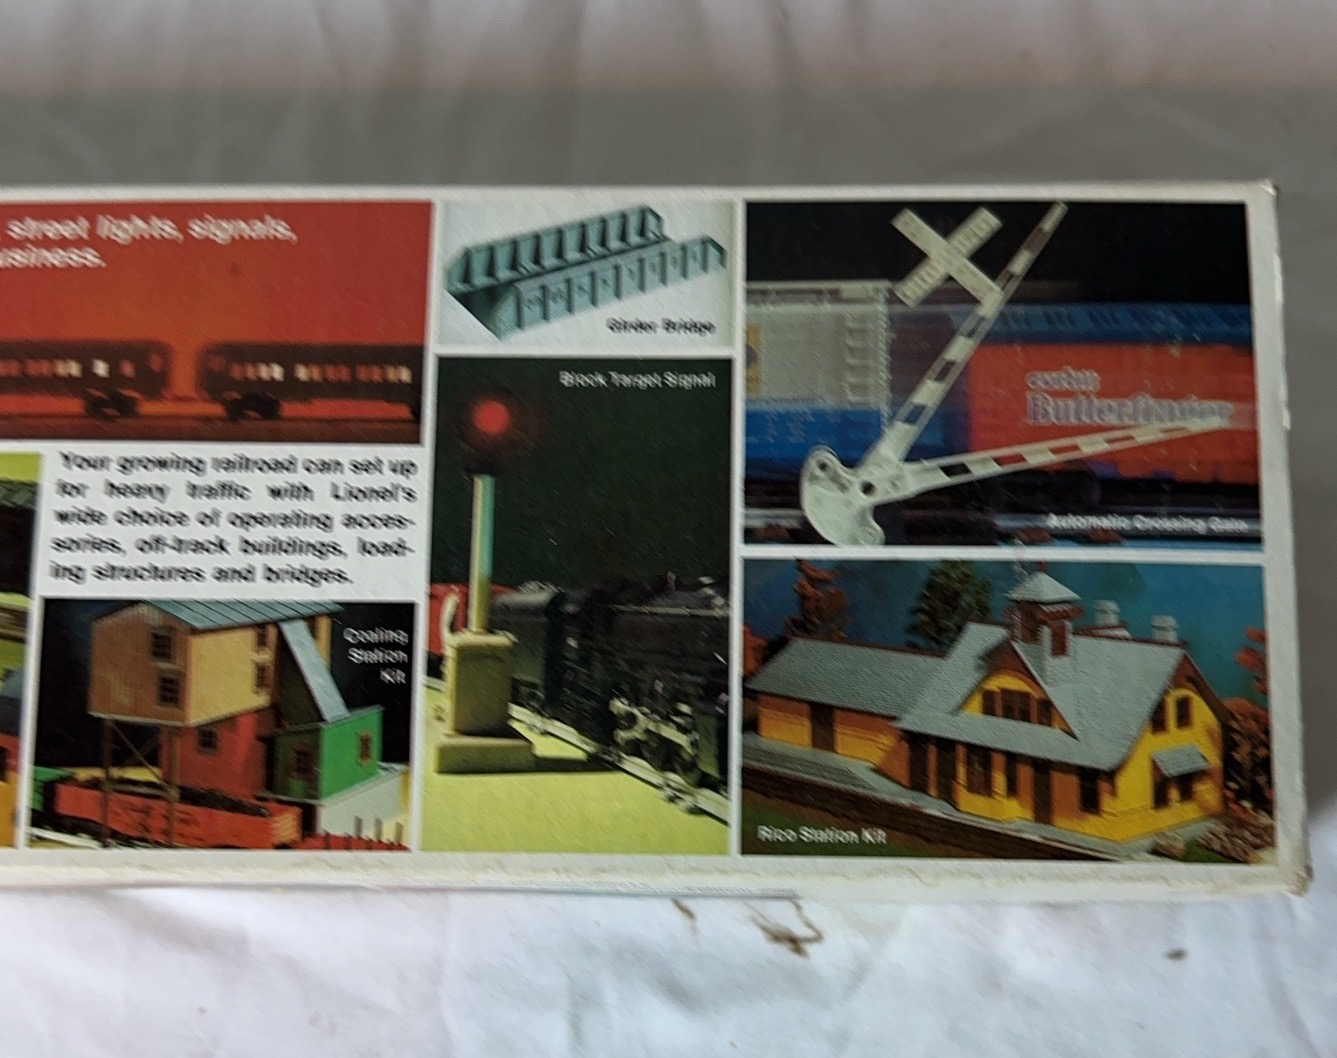 street lights, signals,
usiness.
Girder Bridge
Block Target Signal
Your growing railroad can set up
for heavy traffic with Lionel's
wide choice of operating acces-
sories, off-track buildings, load-
ing structures and bridges.
Coaling
Station
Kit
Butterfinger
Automatic Crossing Gate
Rico Station Kit